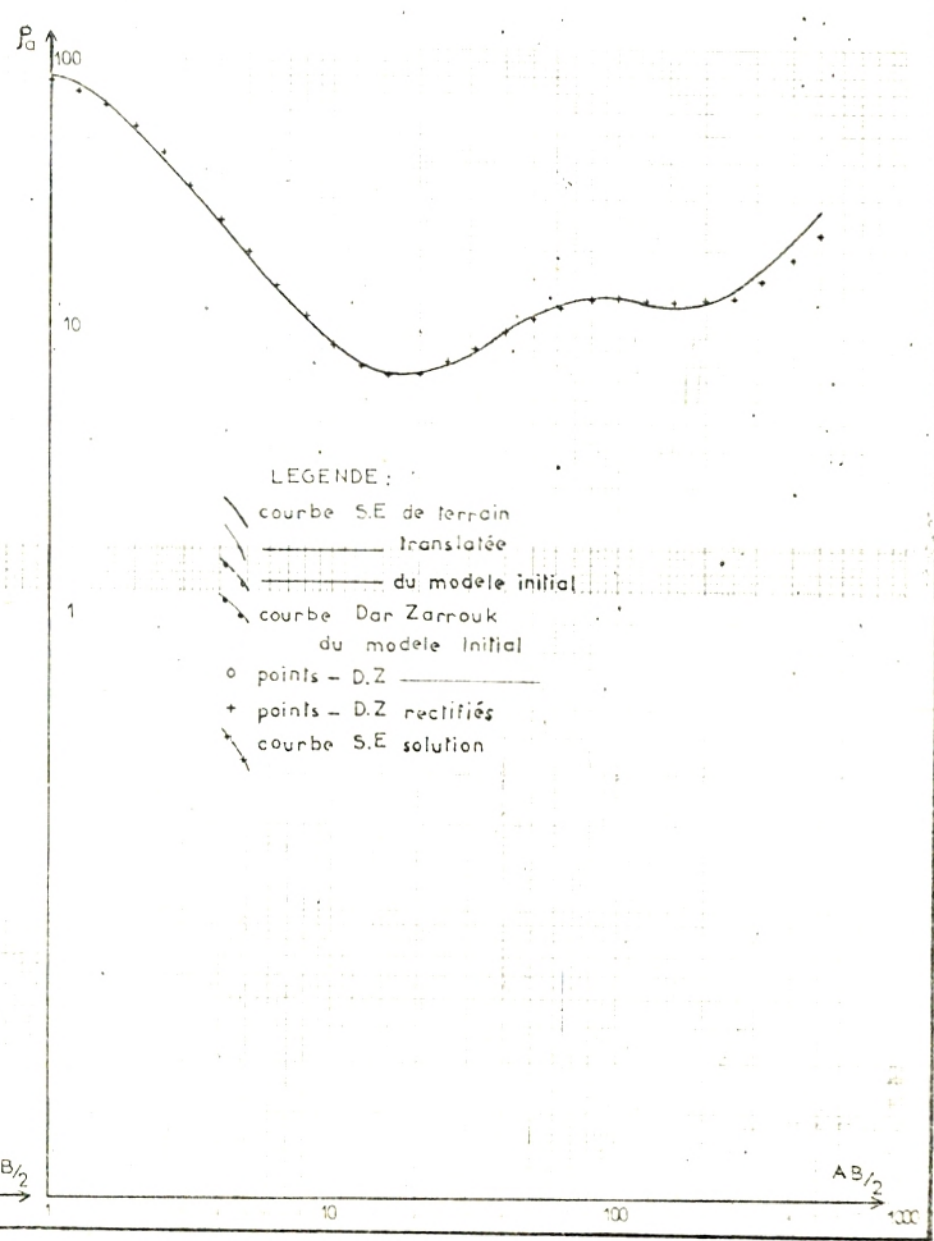 ρa
100
10
1
LEGENDE :
courbe S.E de terrain
translatée
du modele initial
courbe Dar Zarrouk
du modele initial
points - D.Z
+ points - D.Z rectifiés
courbe S.E solution
B/2
AB/2
1
10
100
1000